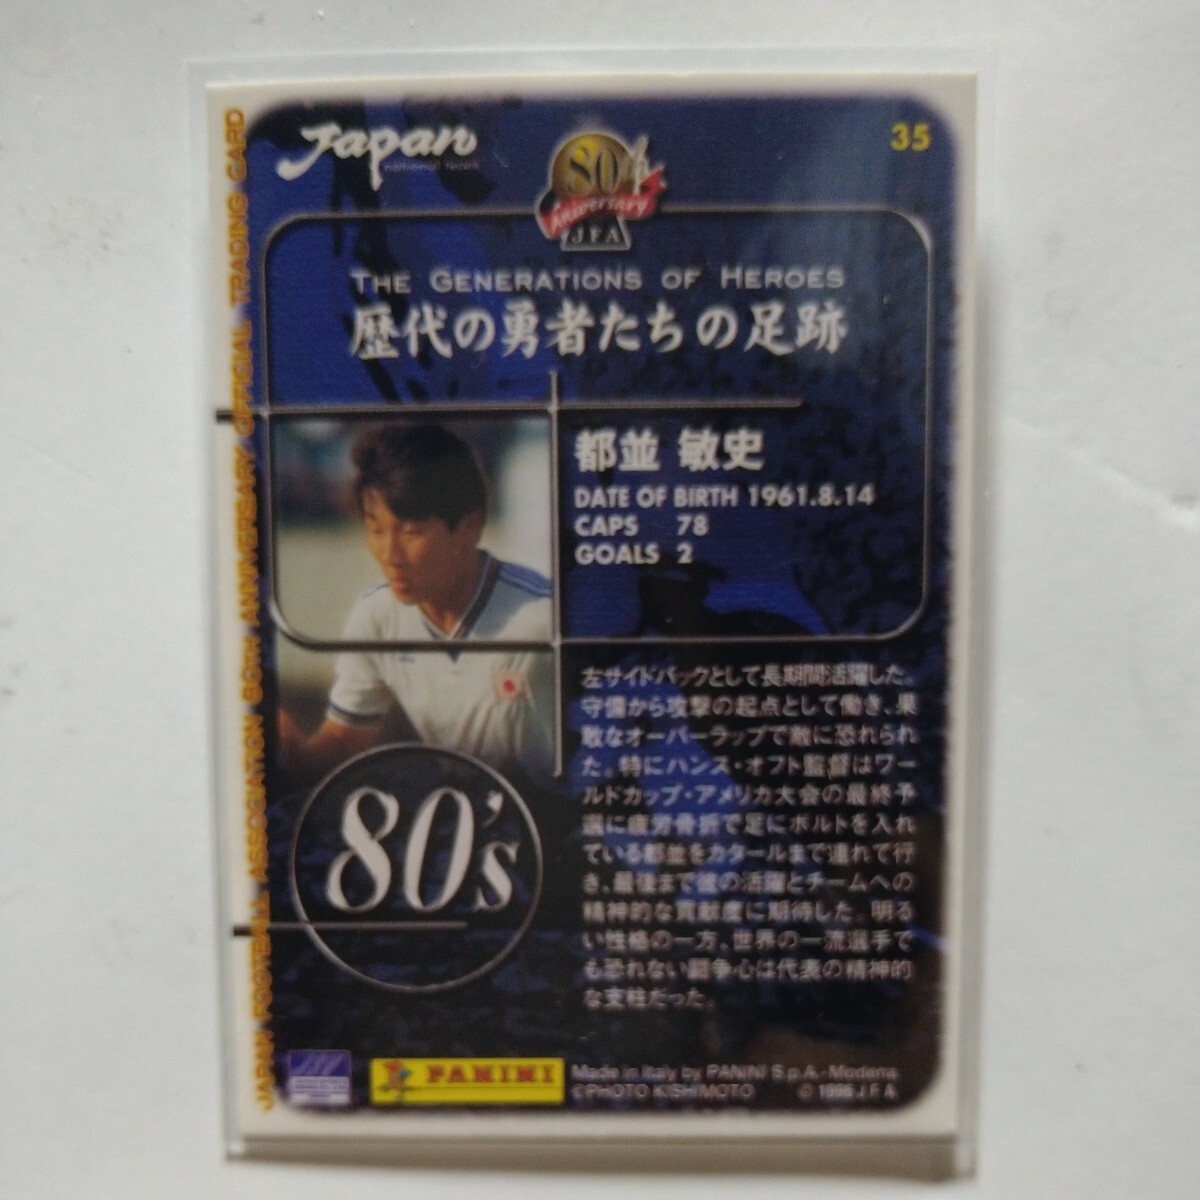 Japan
national team
80th
Aniversary
JFA
35
THE GENERATIONS OF HEROES
歴代の勇者たちの足跡
都並 敏史
DATE OF BIRTH 1961.8.14
CAPS 78
GOALS 2
左サイドバックとして長期間活躍した。
守備から攻撃の起点として働き、果
敢なオーバーラップで敵に恐れられ
た。特にハンス・オフト監督はワー
ルドカップ・アメリカ大会の最終予
選に疲労骨折で足にボルトを入れ
ている都並をカタールまで連れて行
き、最後まで彼の活躍とチームへの
精神的な貢献度に期待した。明る
い性格の一方、世界の一流選手で
も恐れない闘争心は代表の精神的
な支柱だった。
80's
PANINI
Made in Italy by PANINI S.p.A.-Modena
©PHOTO KISHIMOTO © 1998 J F A
JAPAN FOOTBALL ASSOCIATION 80TH ANNIVERSARY OFFICIAL TRADING CARD